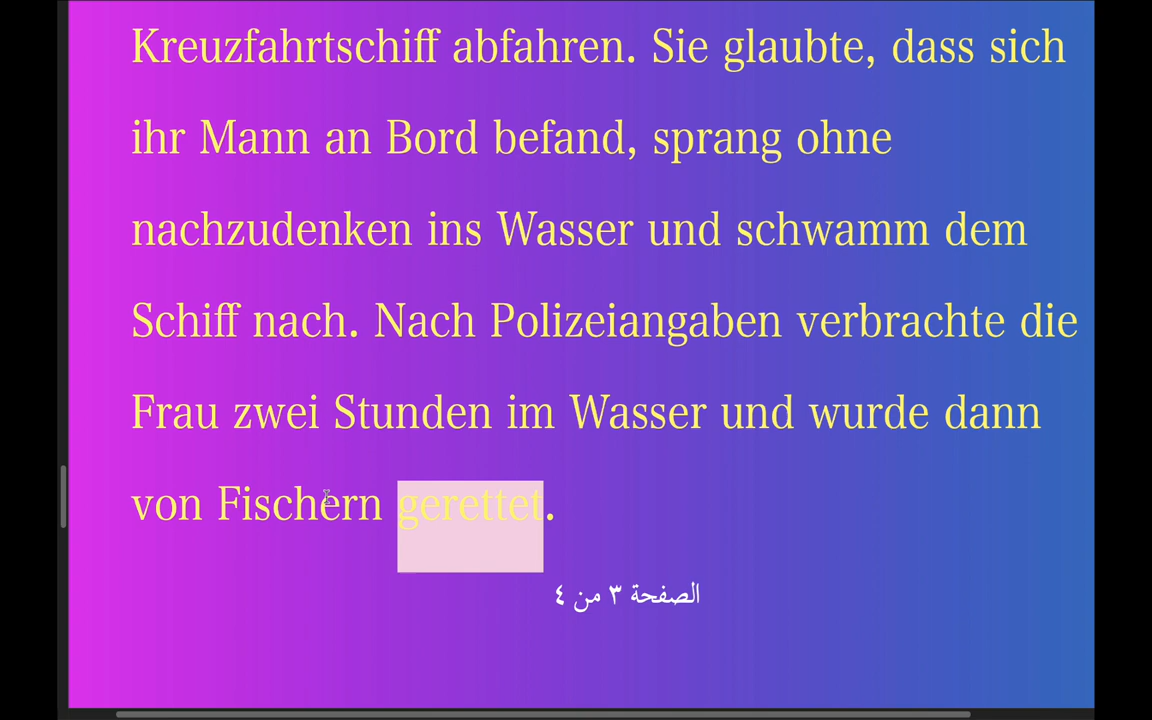 Kreuzfahrtschiff abfahren. Sie glaubte, dass sich
ihr Mann an Bord befand, sprang ohne
nachzudenken ins Wasser und schwamm dem
Schiff nach. Nach Polizeiangaben verbrachte die
Frau zwei Stunden im Wasser und wurde dann
von Fischern gerettet.
الصفحة ٣ من ٤